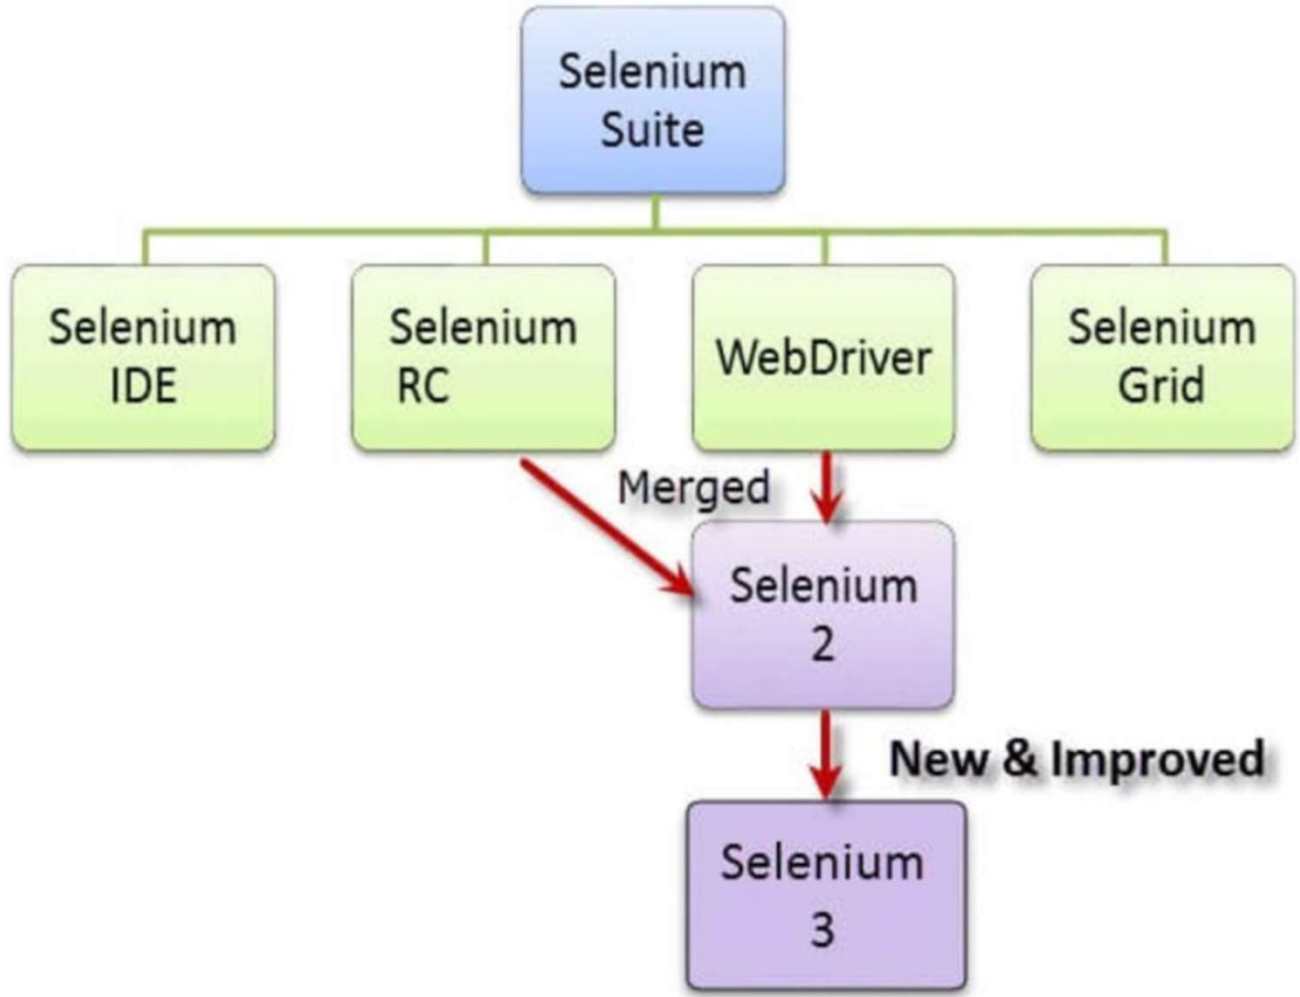 Selenium
Suite
Selenium
IDE
Selenium
RC
WebDriver
Selenium
Grid
Merged
Selenium
2
New & Improved
Selenium
3